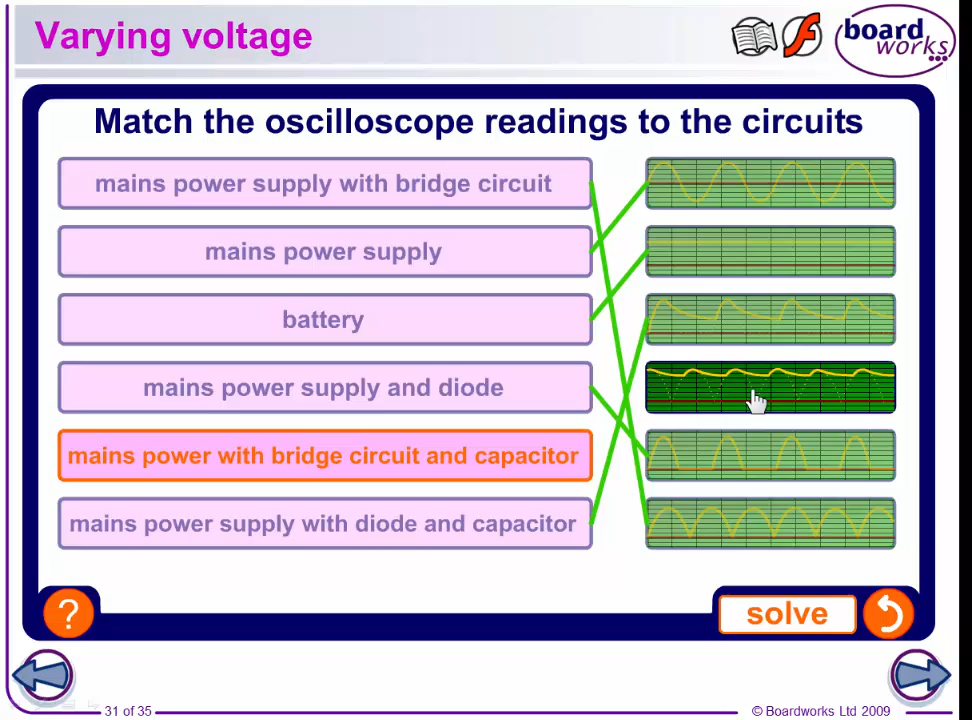 Varying voltage
board
works
Match the oscilloscope readings to the circuits
mains power supply with bridge circuit
mains power supply
battery
mains power supply and diode
mains power with bridge circuit and capacitor
mains power supply with diode and capacitor
?
solve
31 of 35
© Boardworks Ltd 2009